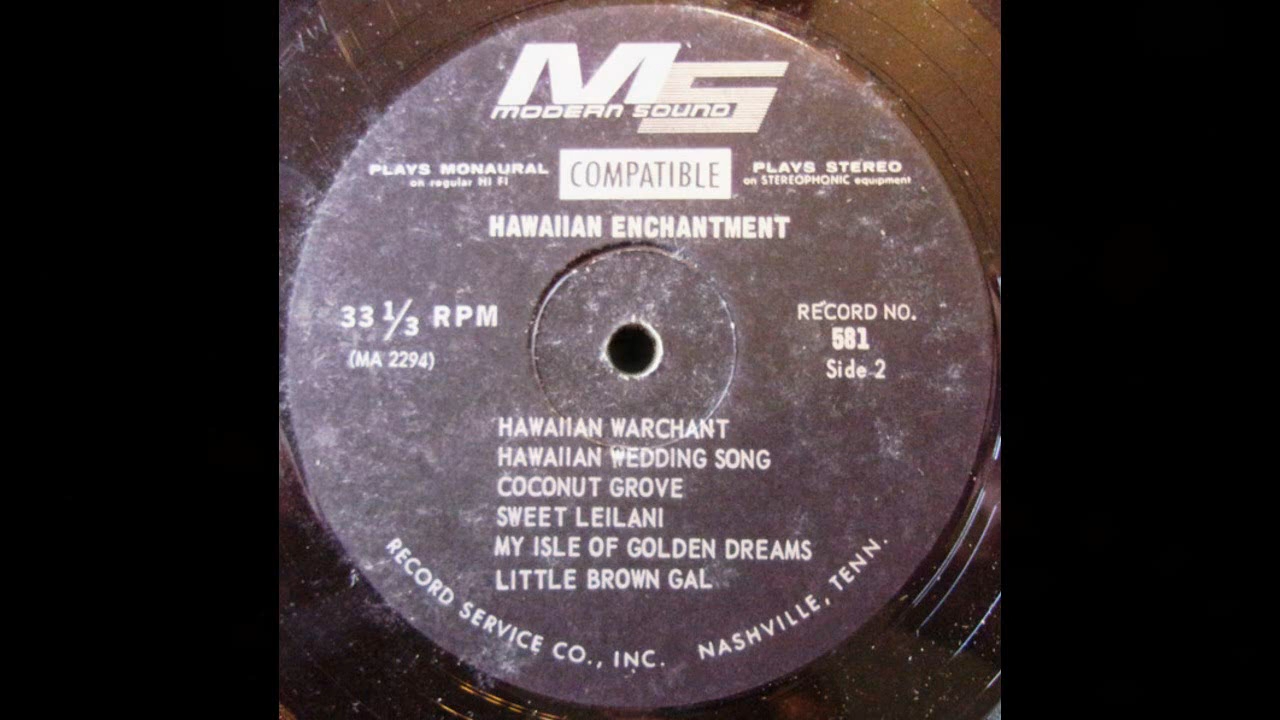 MS
MODERN SOUND
PLAYS MONAURAL
on regular HI FI
COMPATIBLE
PLAYS STEREO
on STEREOPHONIC equipment
HAWAIIAN ENCHANTMENT
33 1/3 RPM
(MA 2294)
RECORD NO.
581
Side 2
HAWAIIAN WARCHANT
HAWAIIAN WEDDING SONG
COCONUT GROVE
SWEET LEILANI
MY ISLE OF GOLDEN DREAMS
LITTLE BROWN GAL
RECORD SERVICE CO., INC. NASHVILLE, TENN.